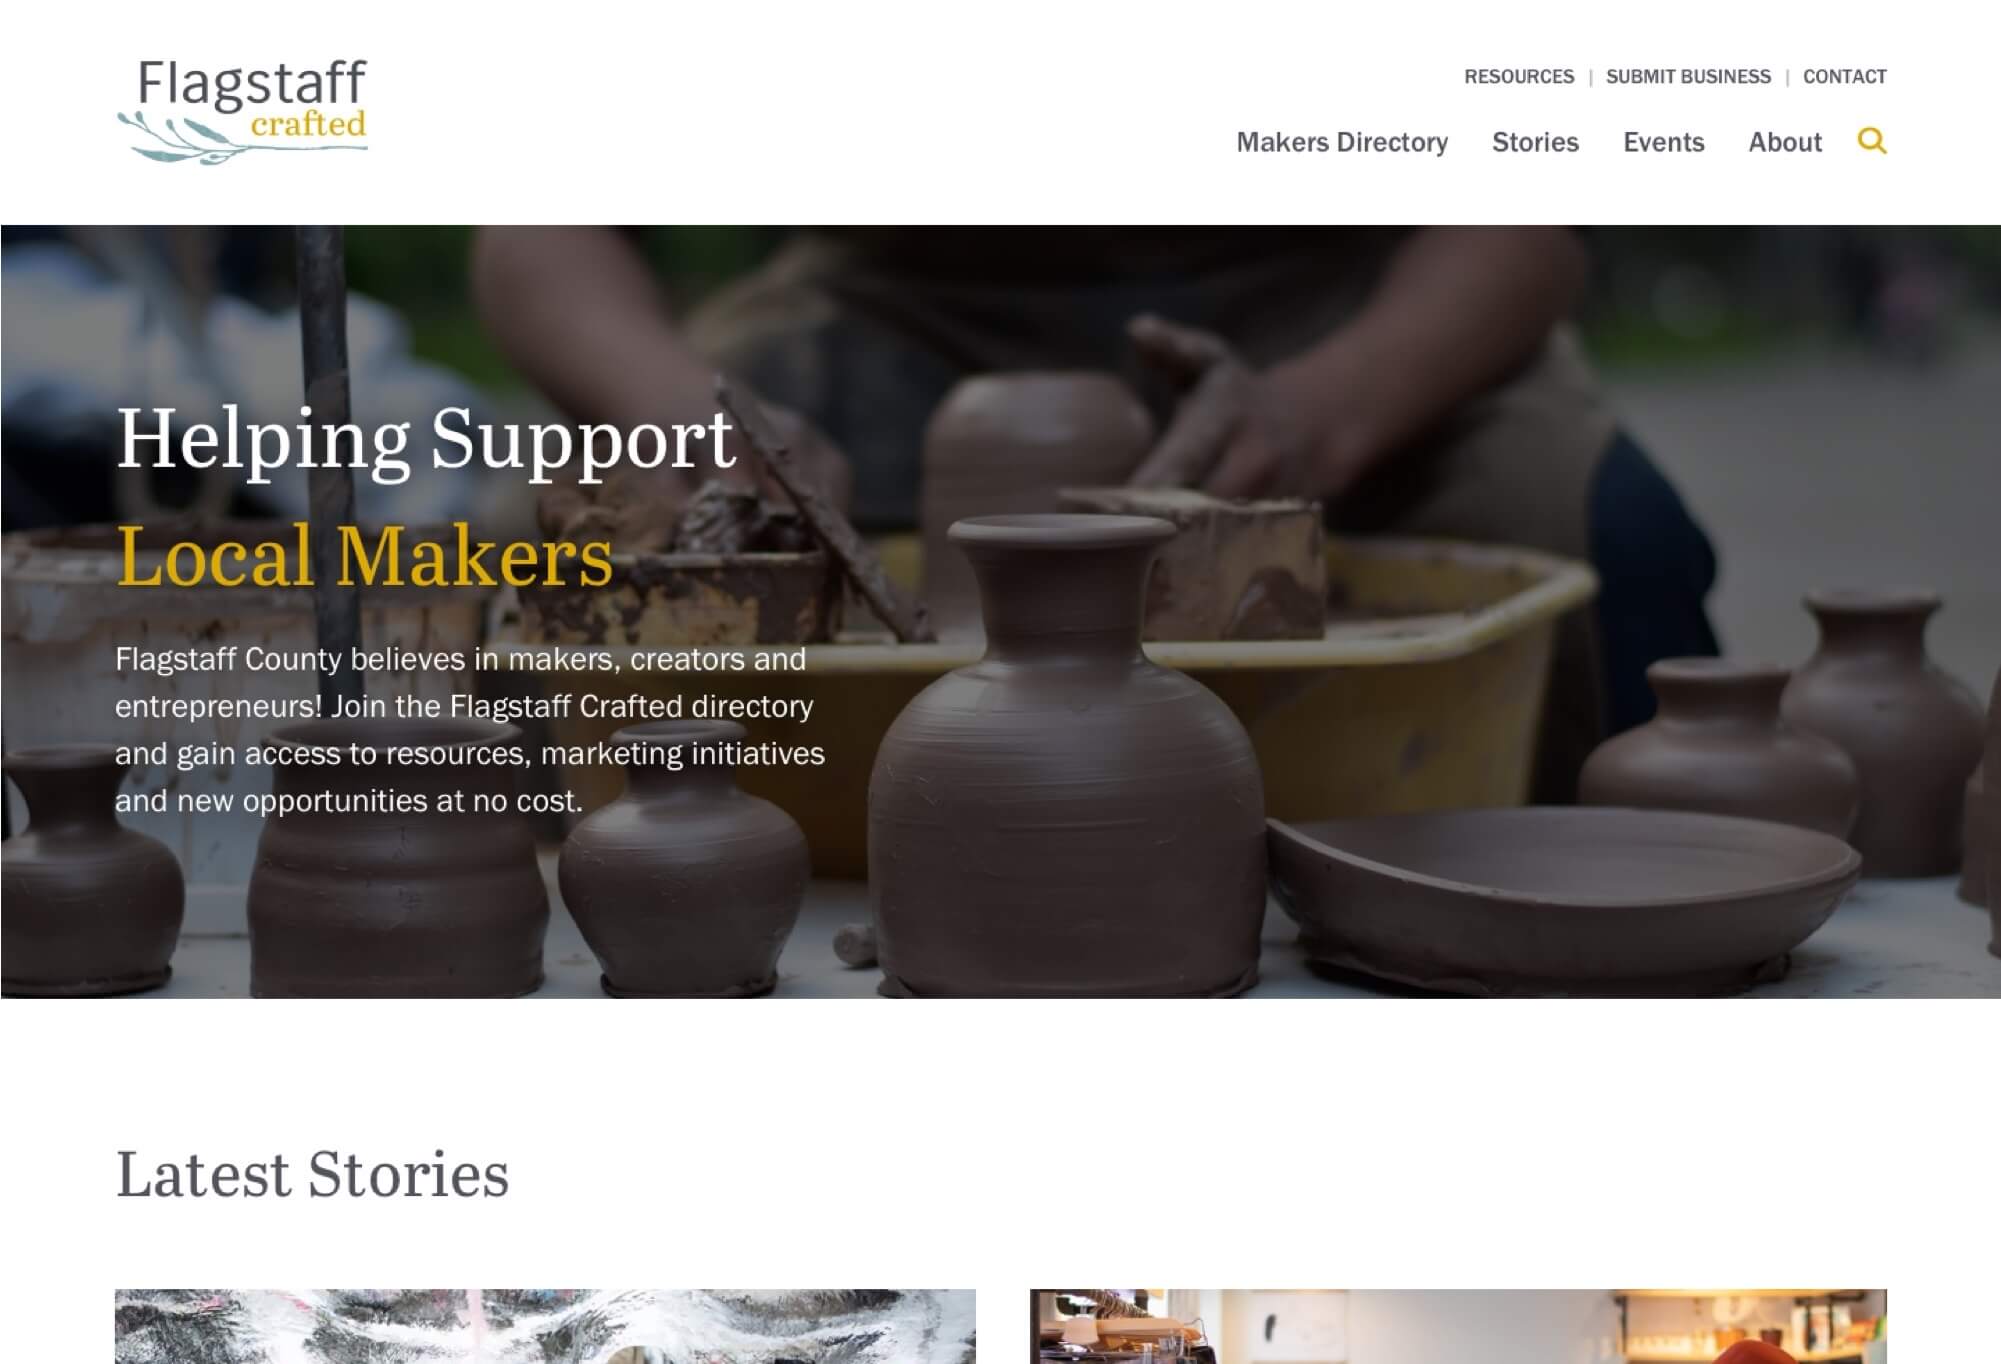 Flagstaff
crafted
RESOURCES | SUBMIT BUSINESS | CONTACT
Makers Directory Stories Events About
Helping Support
Local Makers
Flagstaff County believes in makers, creators and
entrepreneurs! Join the Flagstaff Crafted directory
and gain access to resources, marketing initiatives
and new opportunities at no cost.
Latest Stories